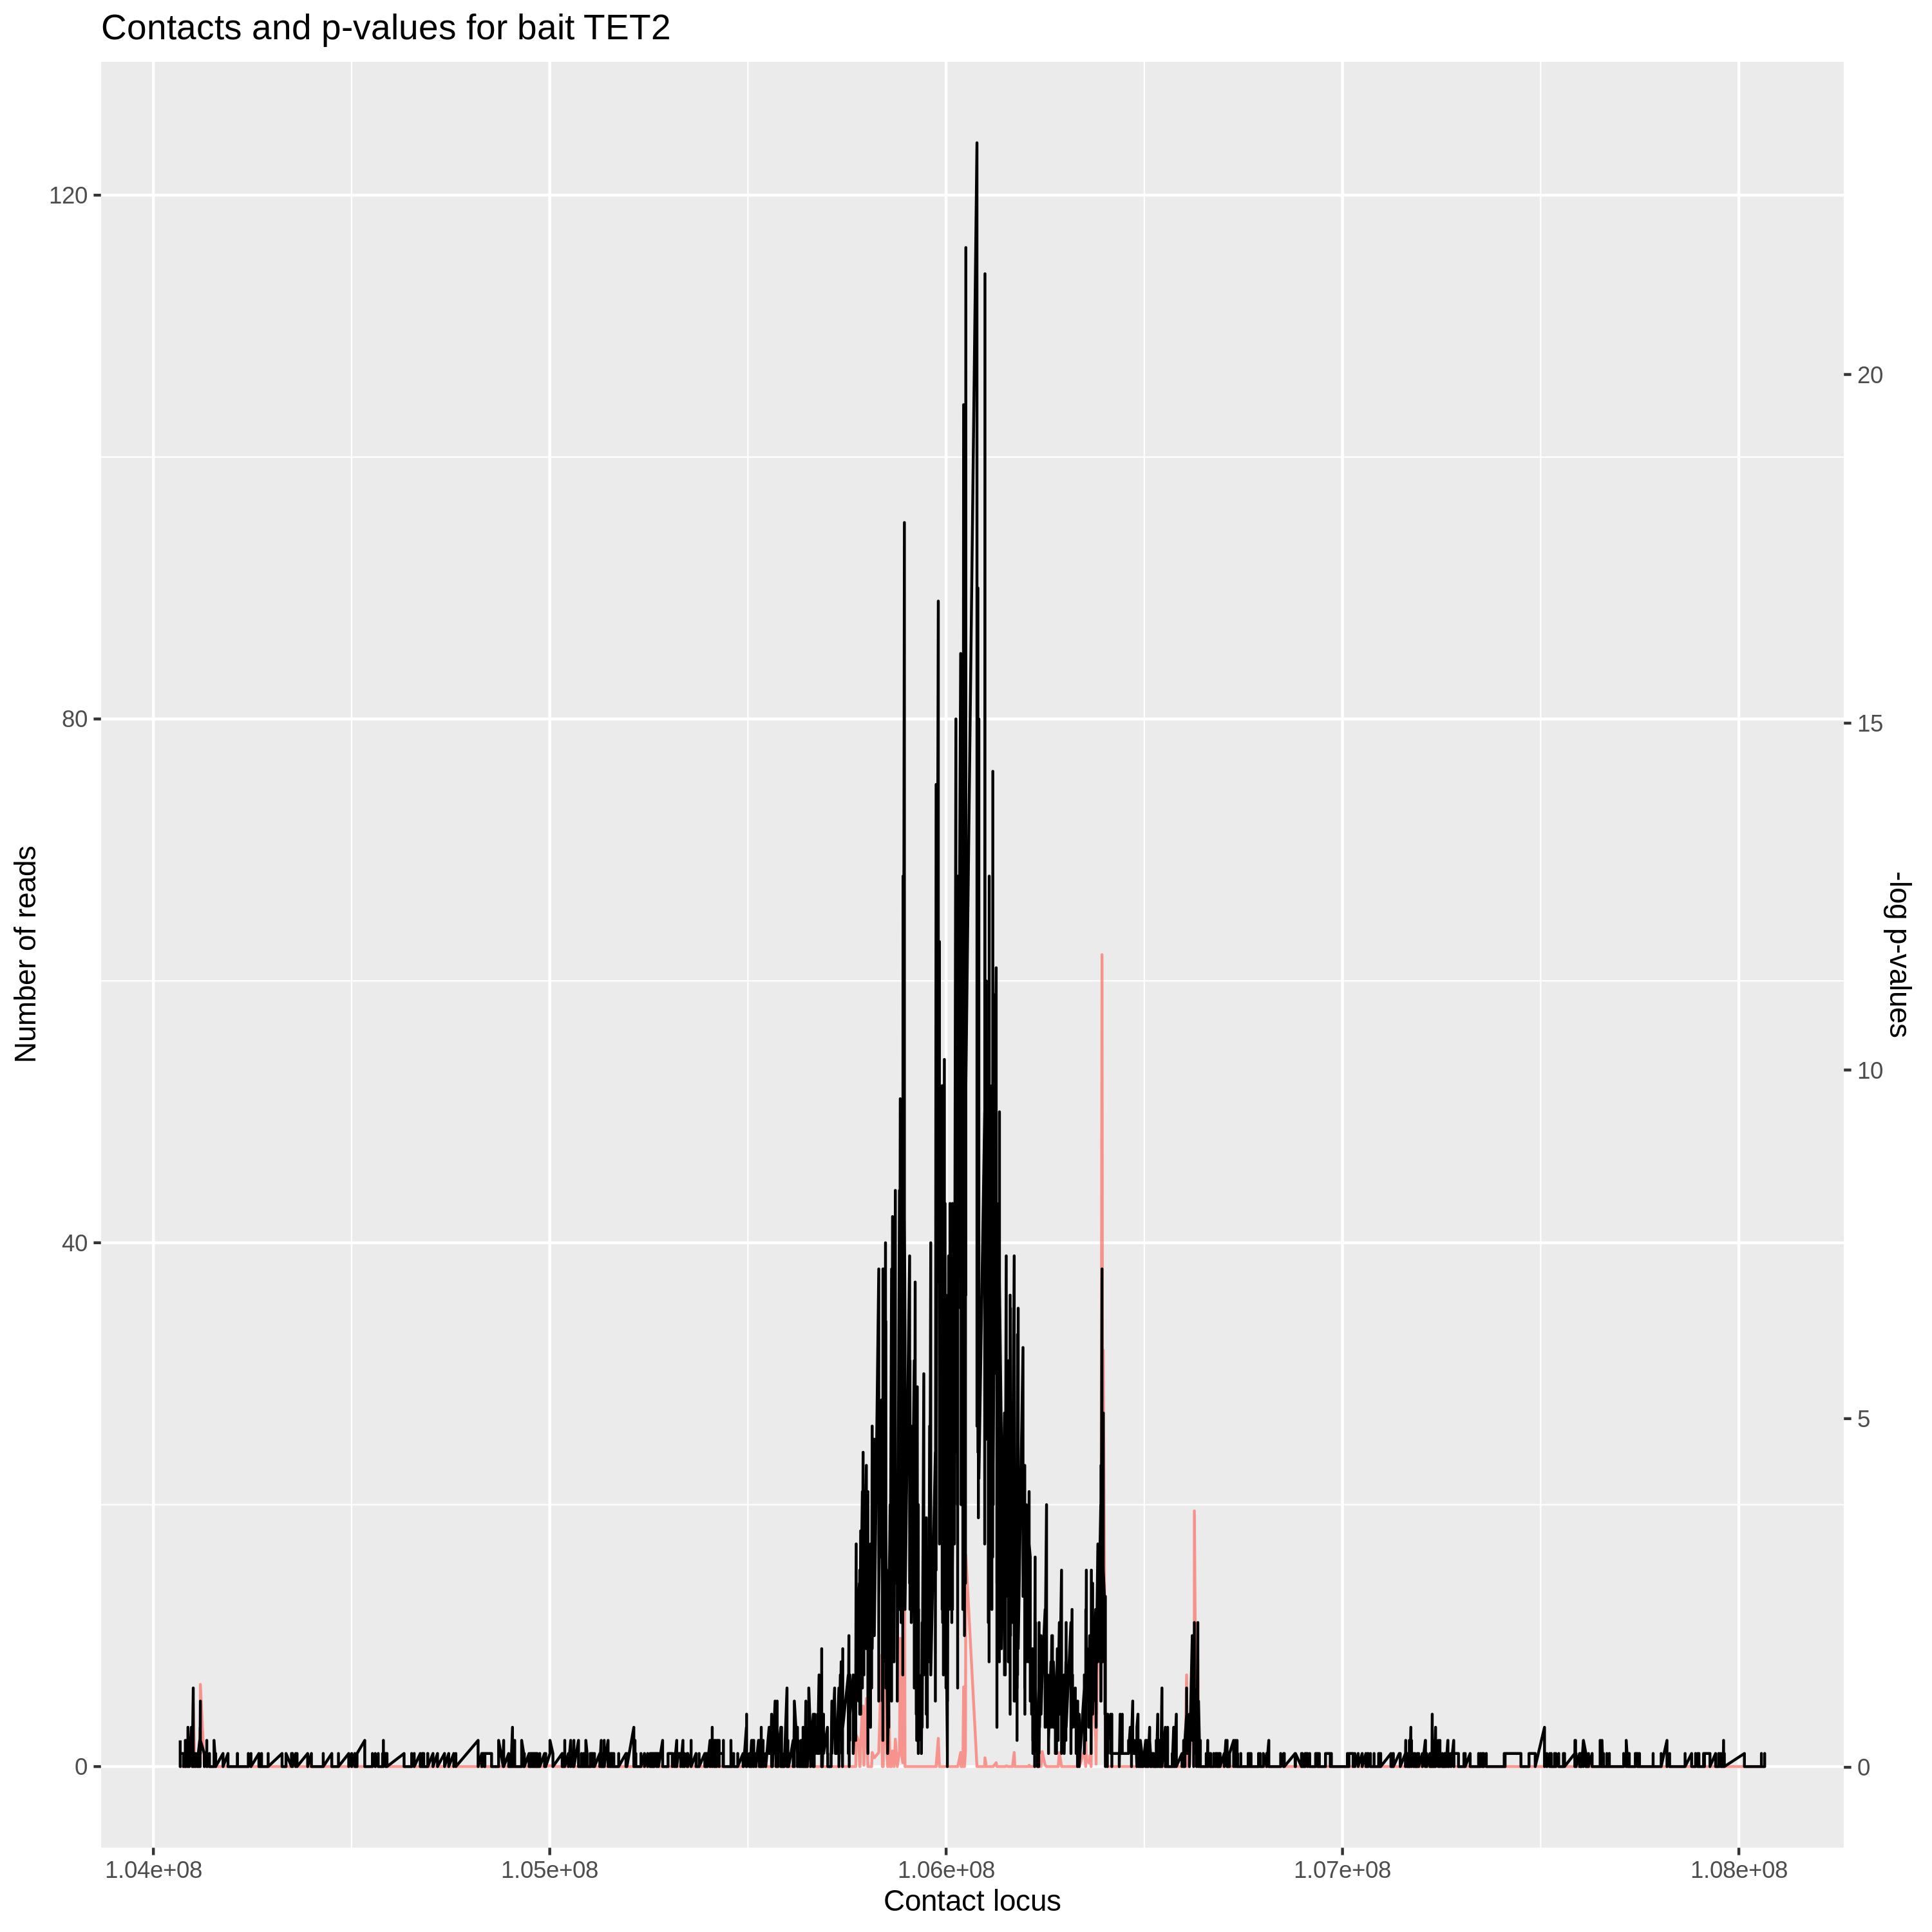 Contacts and p-values for bait TET2
120
80
40
0
Number of reads
20
15
10
5
0
-log p-values
1.04e+08
1.05e+08
1.06e+08
1.07e+08
1.08e+08
Contact locus